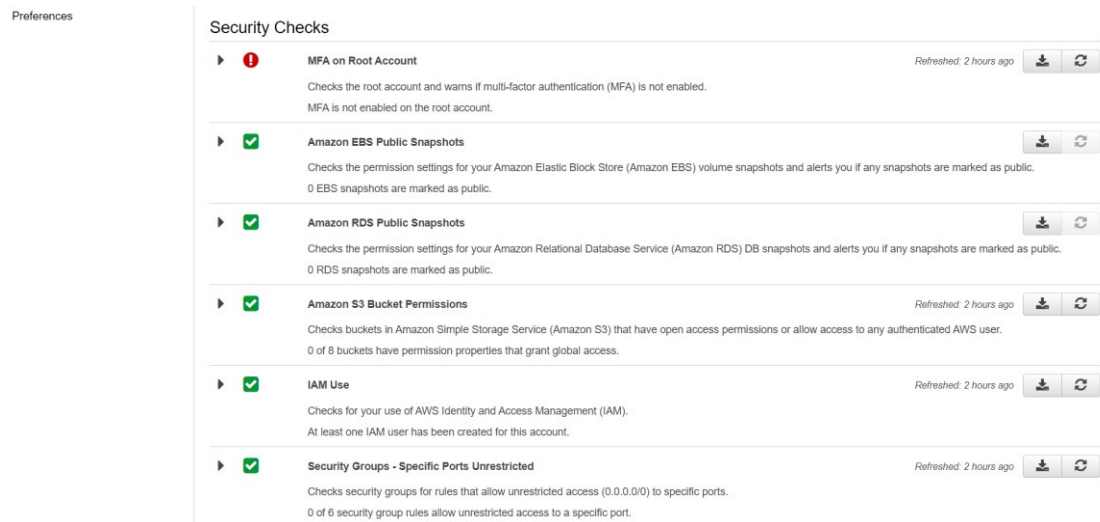 Preferences
Security Checks
MFA on Root Account
Refreshed: 2 hours ago
Checks the root account and warns if multi-factor authentication (MFA) is not enabled.
MFA is not enabled on the root account.
Amazon EBS Public Snapshots
Checks the permission settings for your Amazon Elastic Block Store (Amazon EBS) volume snapshots and alerts you if any snapshots are marked as public.
0 EBS snapshots are marked as public.
Amazon RDS Public Snapshots
Checks the permission settings for your Amazon Relational Database Service (Amazon RDS) DB snapshots and alerts you if any snapshots are marked as public.
0 RDS snapshots are marked as public.
Amazon S3 Bucket Permissions
Refreshed: 2 hours ago
Checks buckets in Amazon Simple Storage Service (Amazon S3) that have open access permissions or allow access to any authenticated AWS user.
0 of 8 buckets have permission properties that grant global access.
IAM Use
Refreshed: 2 hours ago
Checks for your use of AWS Identity and Access Management (IAM).
At least one IAM user has been created for this account.
Security Groups - Specific Ports Unrestricted
Refreshed: 2 hours ago
Checks security groups for rules that allow unrestricted access (0.0.0.0/0) to specific ports.
0 of 6 security group rules allow unrestricted access to a specific port.